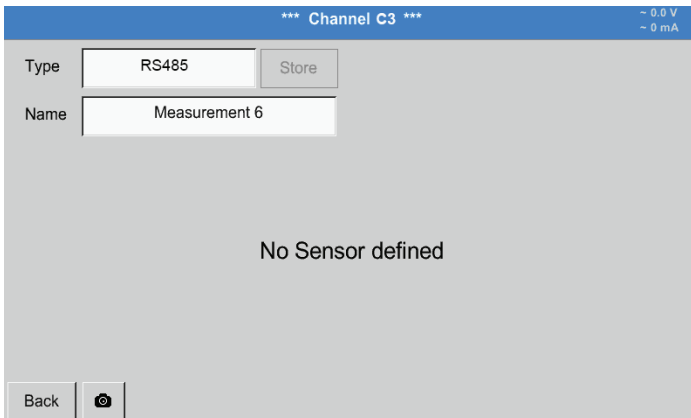 *** Channel C3 ***
~ 0.0 V
~ 0 mA
Type RS485 Store
Name Measurement 6
No Sensor defined
Back